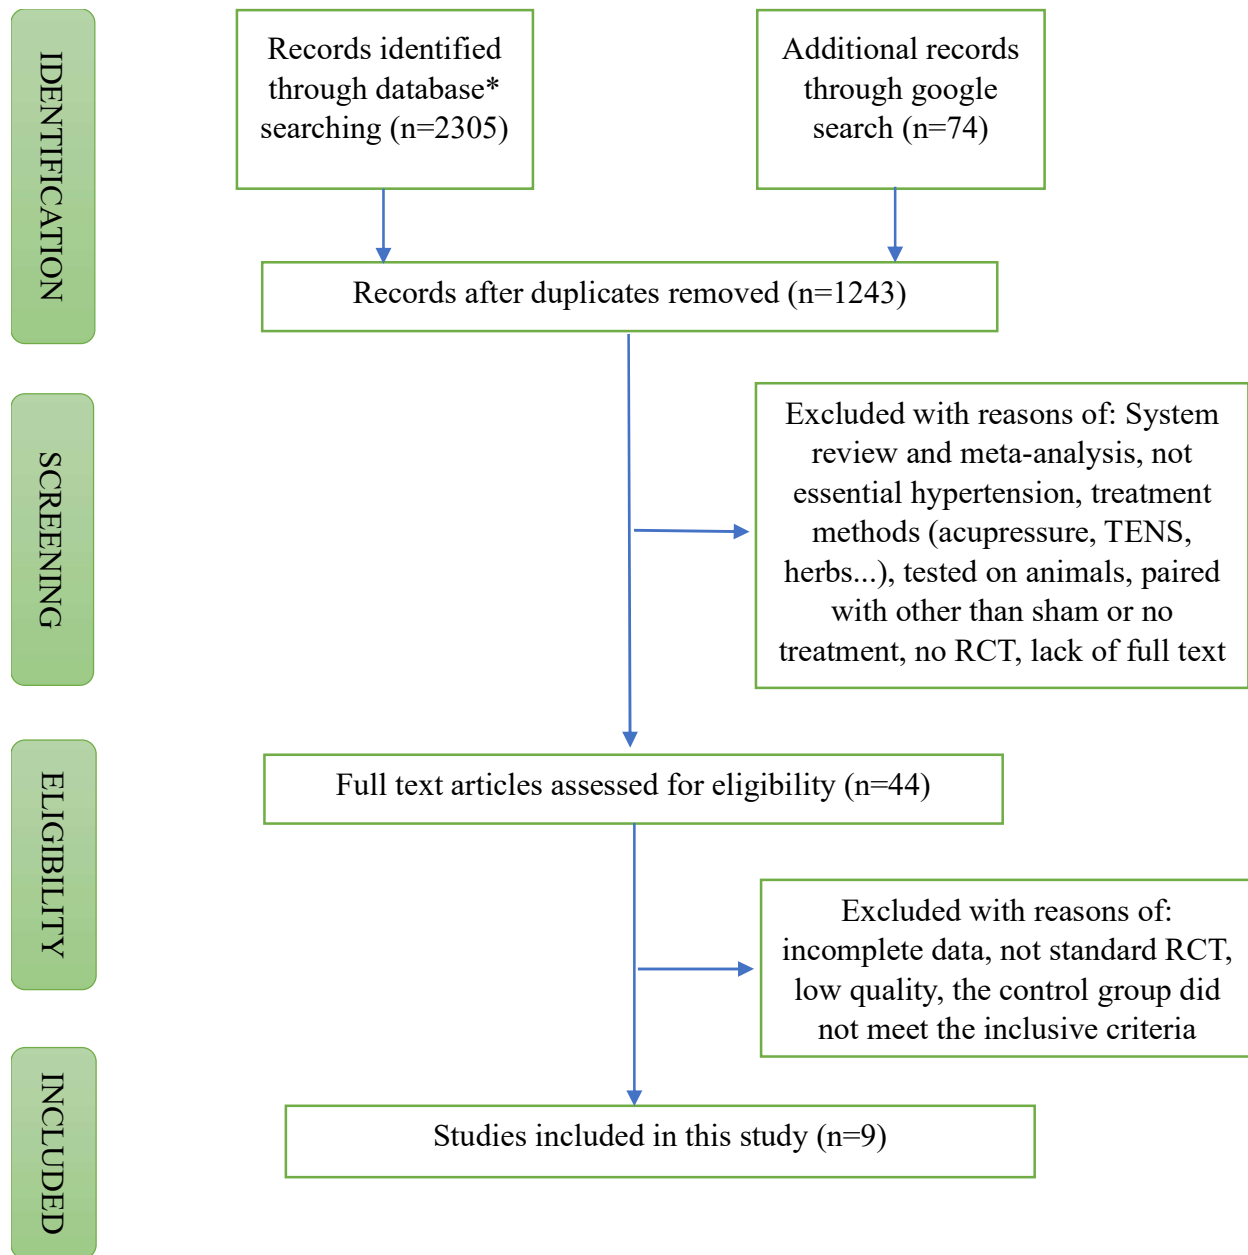 IDENTIFICATION
Records identified
through database*
searching (n=2305)
Additional records
through google
search (n=74)
Records after duplicates removed (n=1243)
SCREENING
Excluded with reasons of: System
review and meta-analysis, not
essential hypertension, treatment
methods (acupressure, TENS,
herbs...), tested on animals, paired
with other than sham or no
treatment, no RCT, lack of full text
ELIGIBILITY
Full text articles assessed for eligibility (n=44)
Excluded with reasons of:
incomplete data, not standard RCT,
low quality, the control group did
not meet the inclusive criteria
INCLUDED
Studies included in this study (n=9)